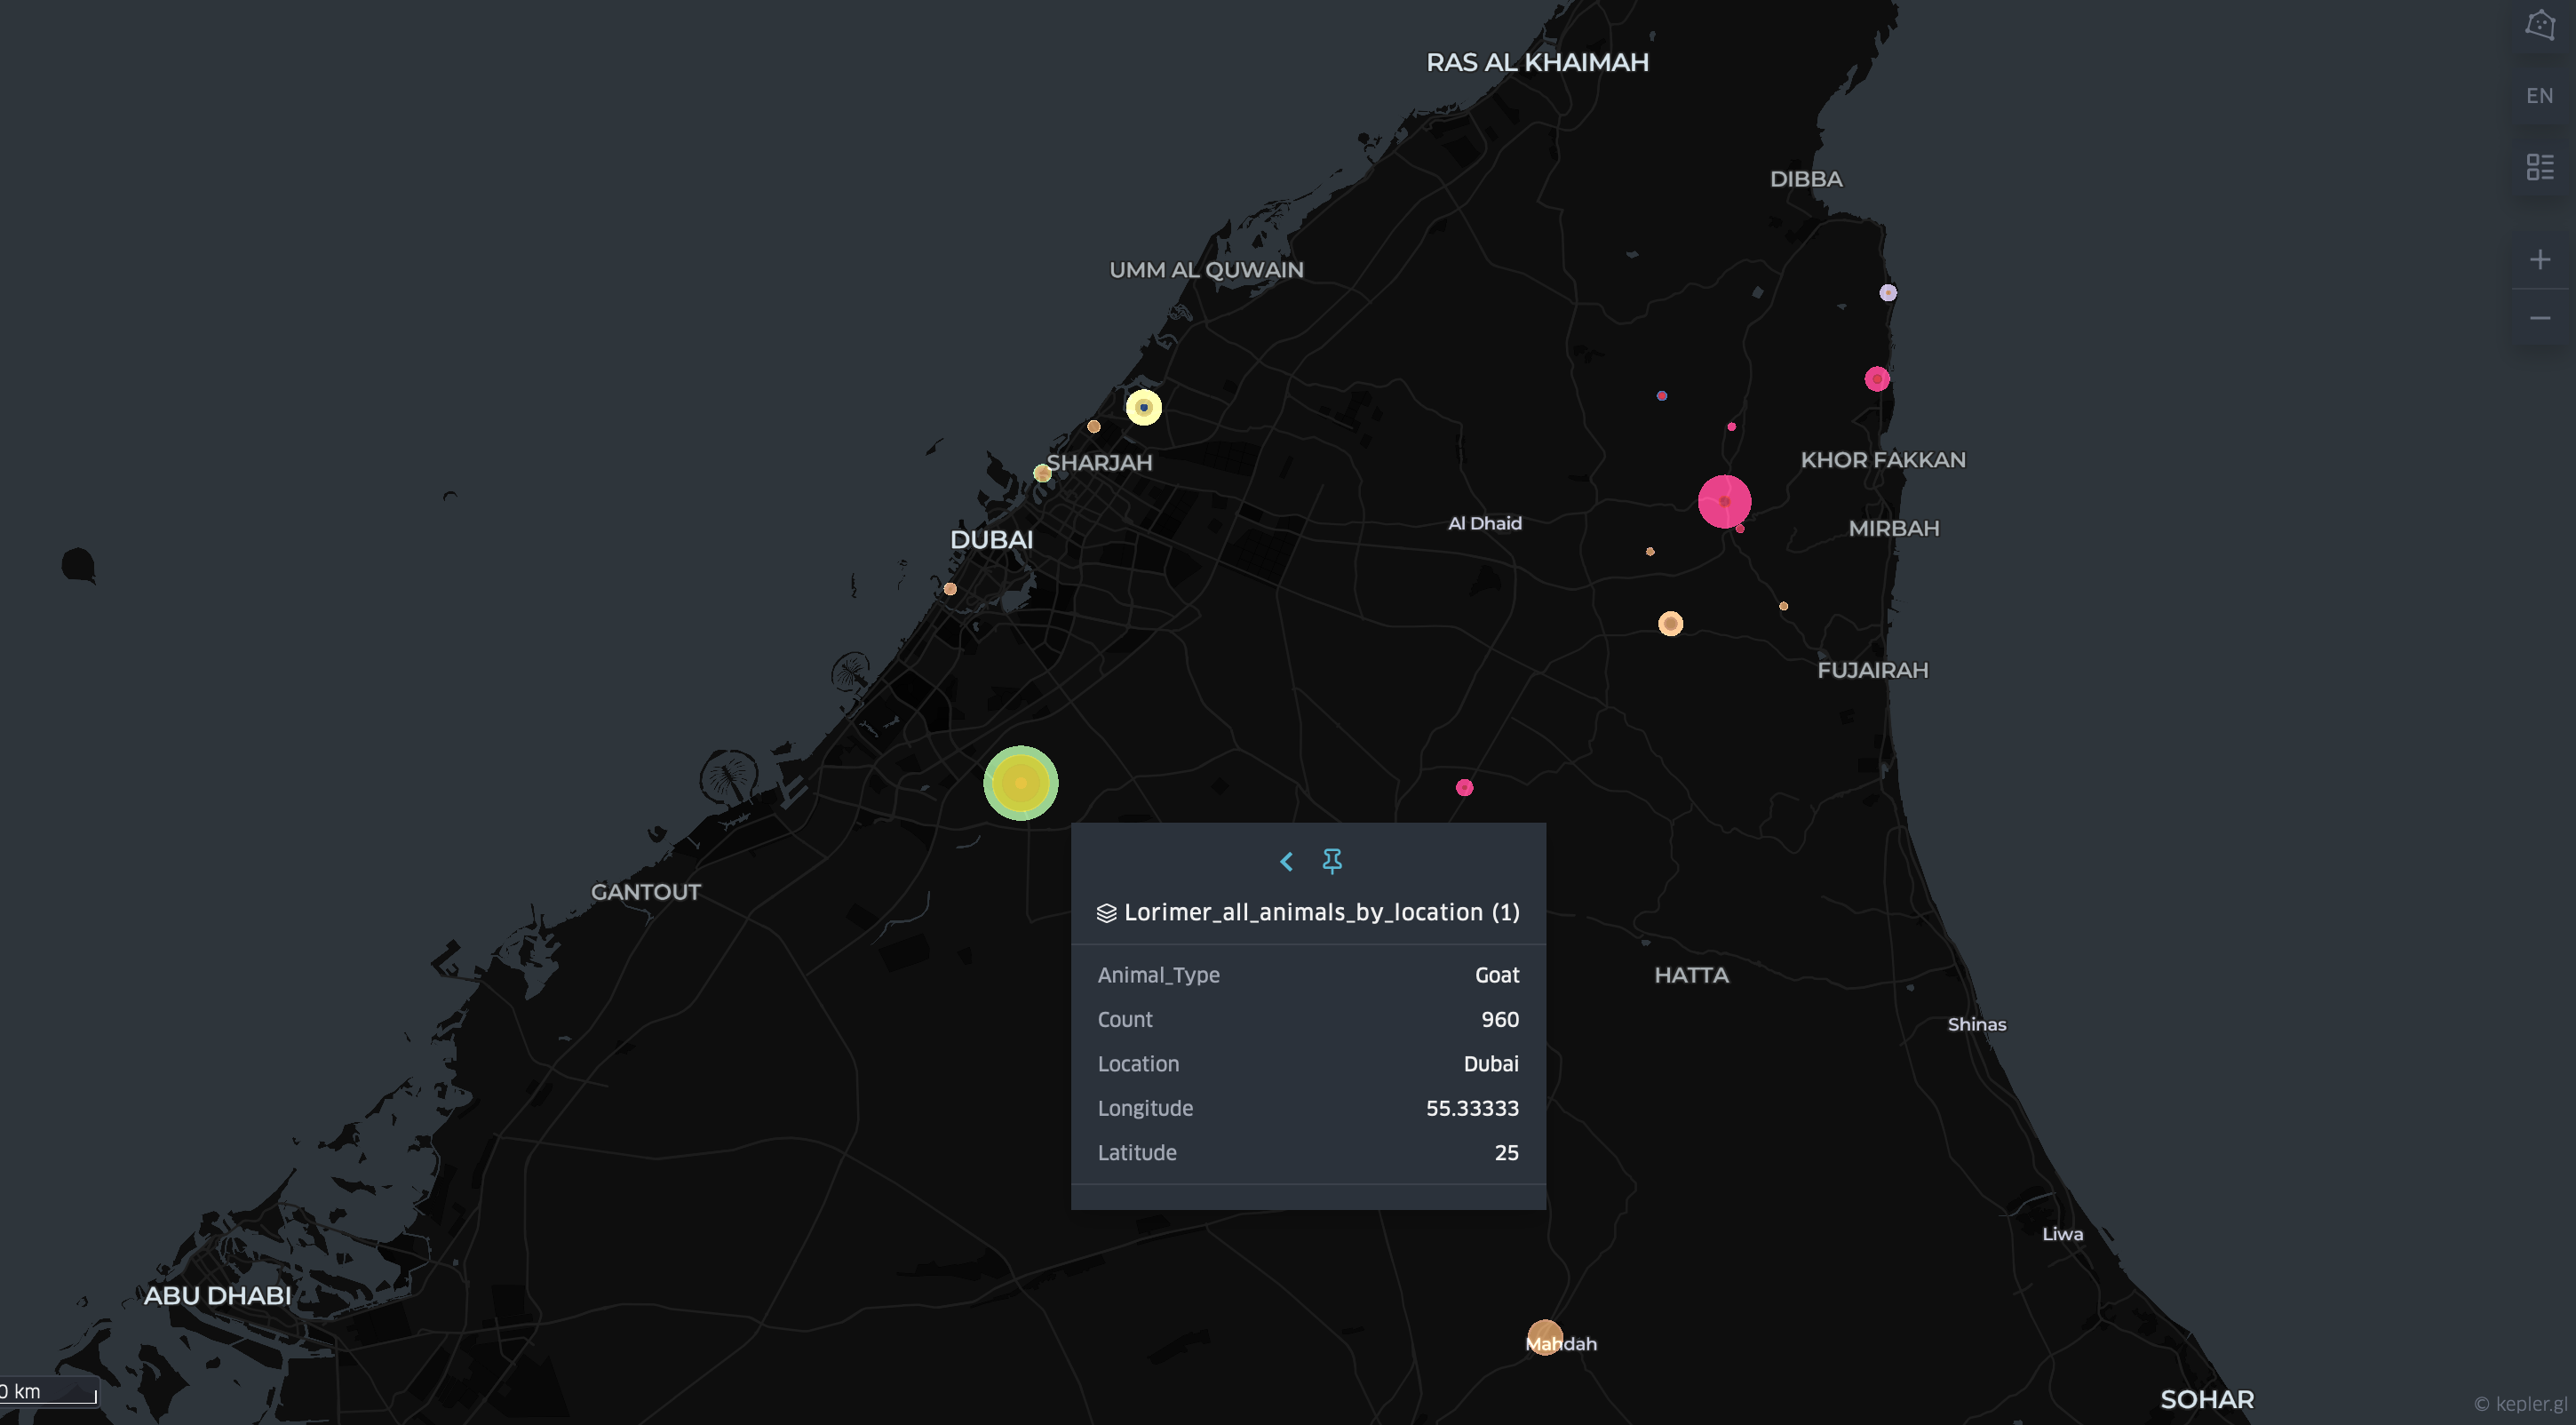 RAS AL KHAIMAH
EN
DIBBA
UMM AL QUWAIN
SHARJAH
KHOR FAKKAN
Al Dhaid
MIRBAH
DUBAI
FUJAIRAH
GANTOUT
Lorimer_all_animals_by_location (1)
Animal_Type Goat
Count 960
Location Dubai
Longitude 55.33333
Latitude 25
HATTA
Shinas
Liwa
ABU DHABI
Mahdah
0 km
SOHAR
© kepler.gl